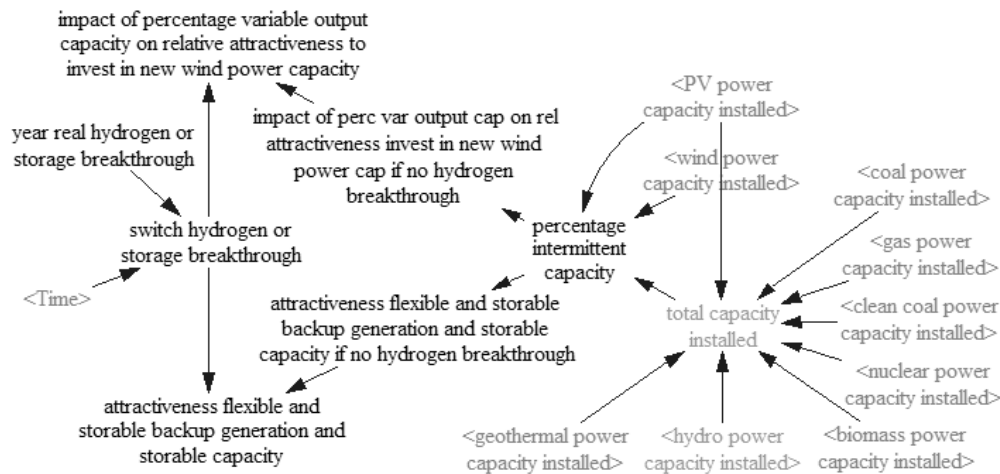 impact of percentage variable output
capacity on relative attractiveness to
invest in new wind power capacity
year real hydrogen or
storage breakthrough
impact of perc var output cap on rel
attractiveness invest in new wind
power cap if no hydrogen
breakthrough
<PV power
capacity installed>
<wind power
capacity installed>
<coal power
capacity installed>
switch hydrogen or
storage breakthrough
percentage
intermittent
capacity
<gas power
capacity installed>
<Time>
attractiveness flexible and storable
backup generation and storable
capacity if no hydrogen breakthrough
total capacity
installed
<clean coal power
capacity installed>
<nuclear power
capacity installed>
attractiveness flexible and
storable backup generation and
storable capacity
<geothermal power
capacity installed>
<hydro power
capacity installed>
<biomass power
capacity installed>